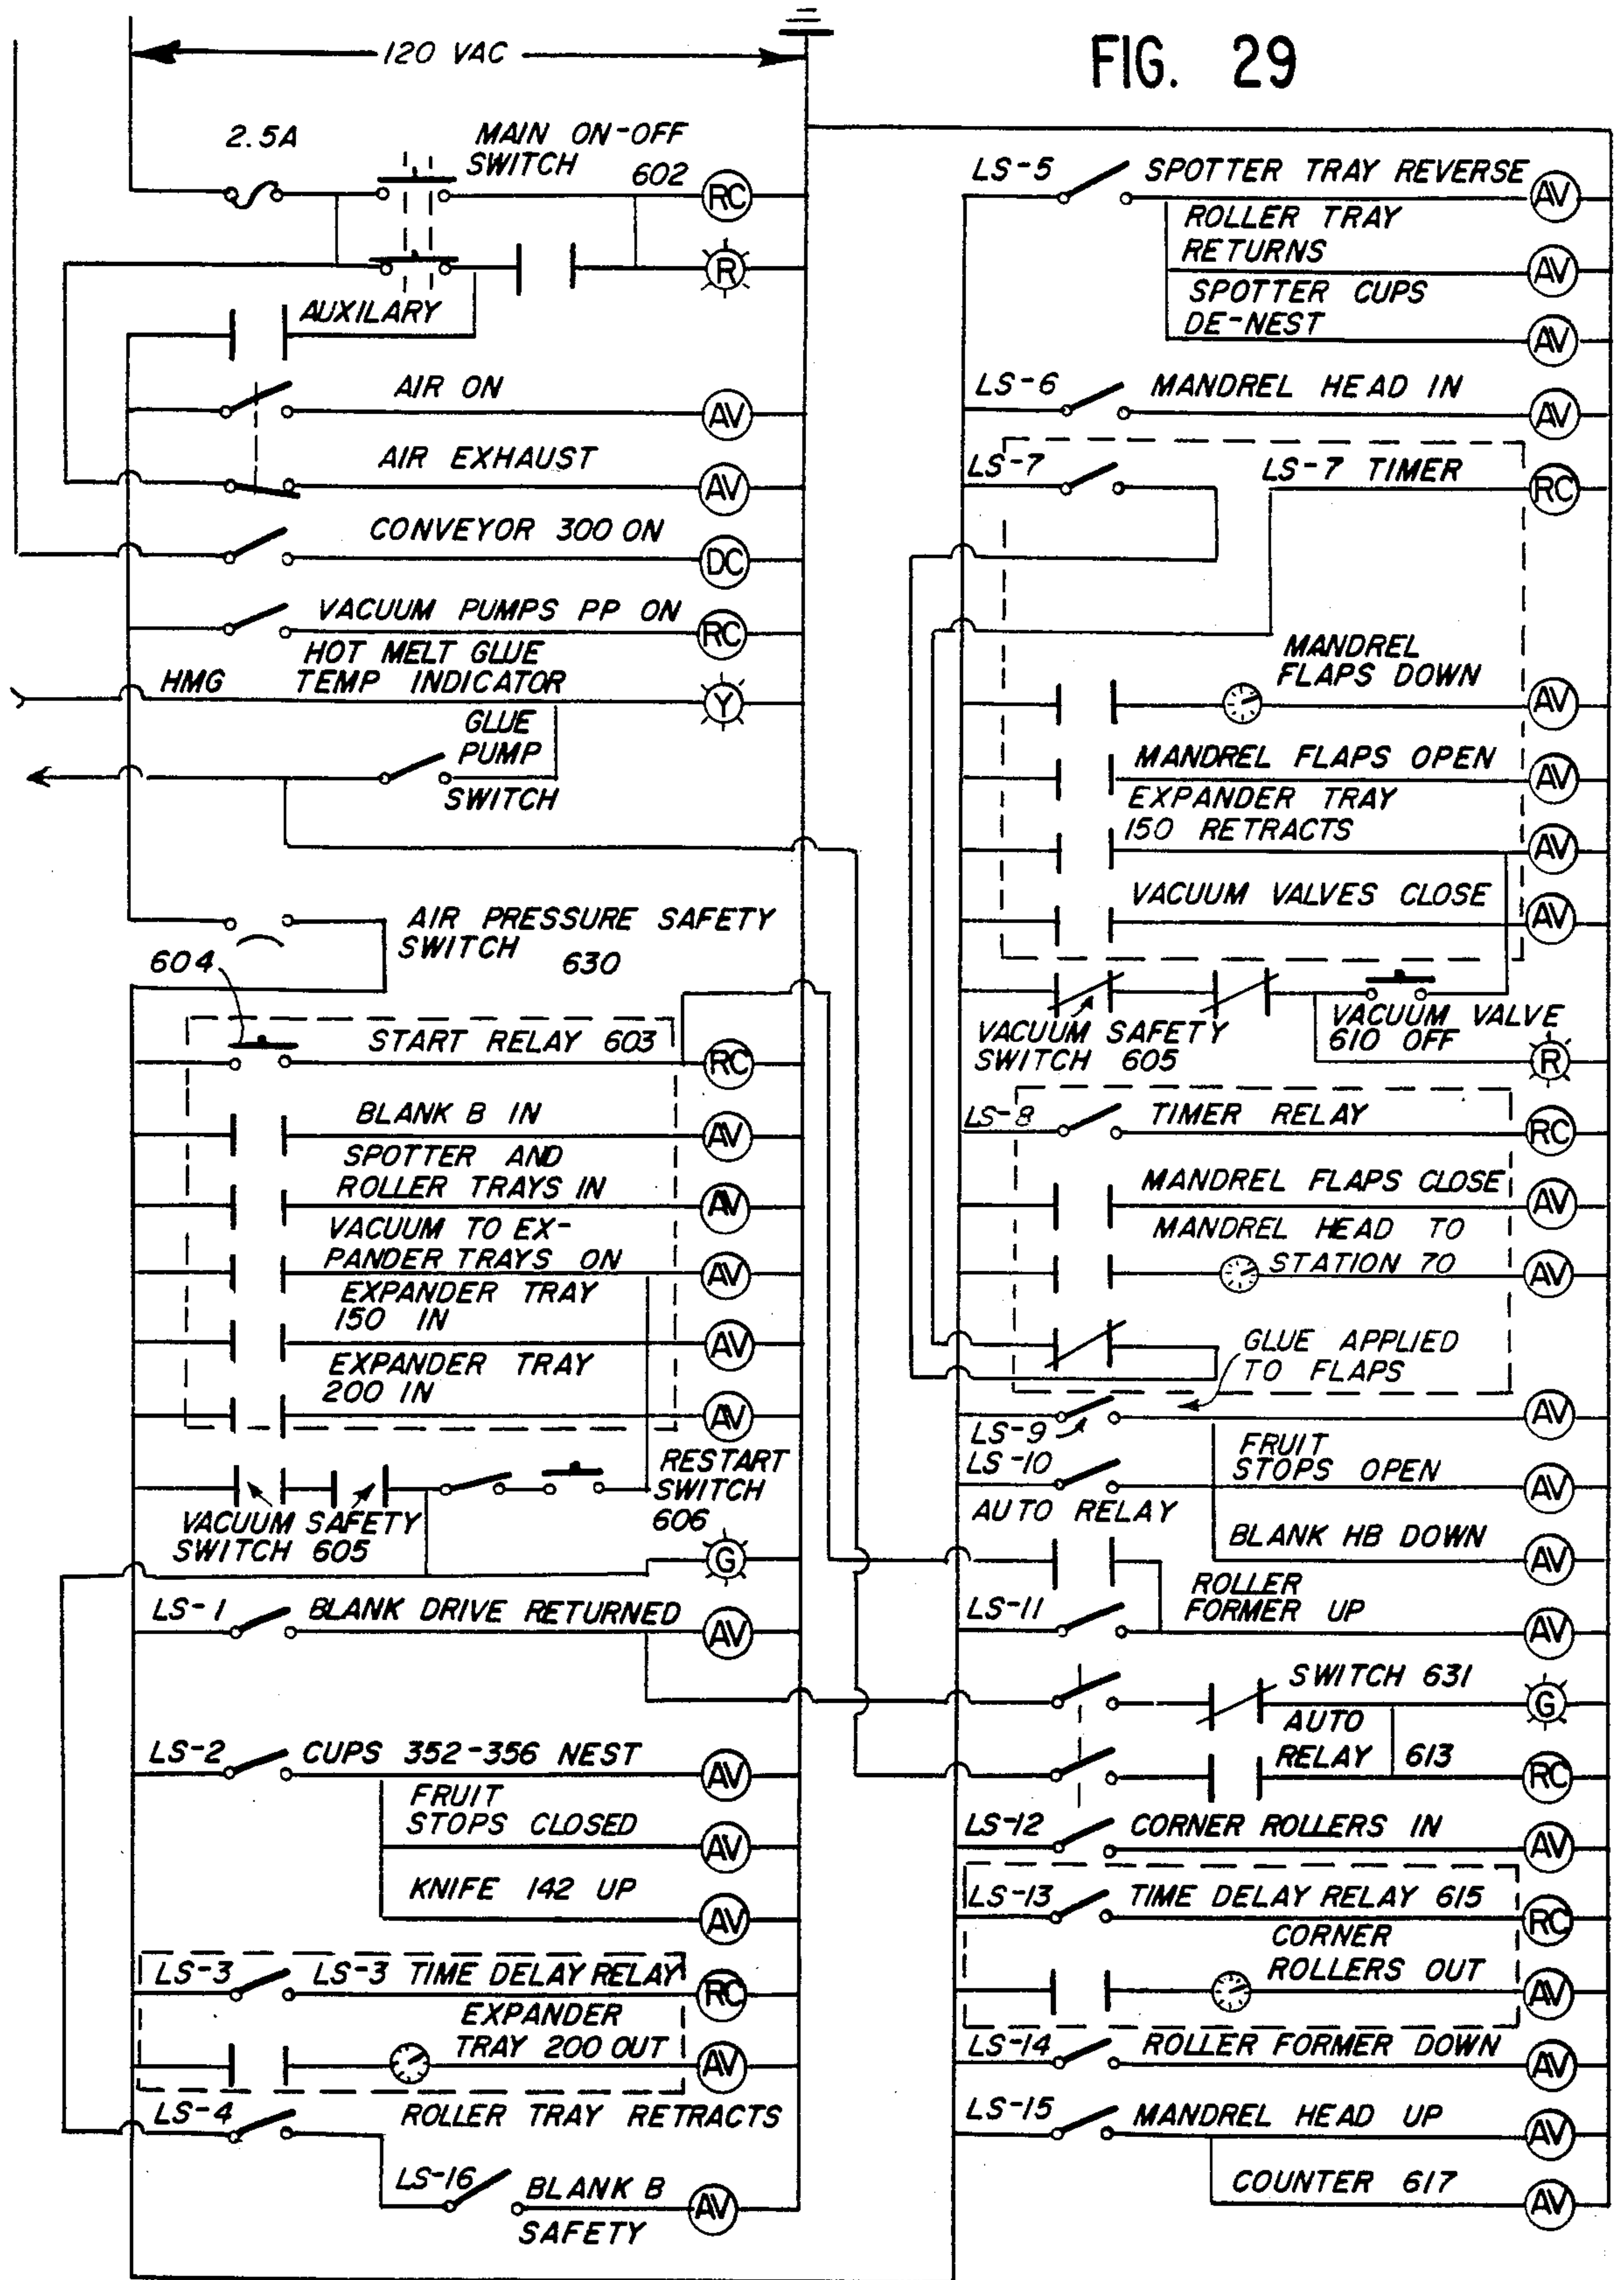 FIG. 29
120 VAC
2.5A
MAIN ON-OFF
SWITCH
602
RC
R
AUXILARY
AIR ON
AV
AIR EXHAUST
AV
CONVEYOR 300 ON
DC
VACUUM PUMPS PP ON
RC
HOT MELT GLUE
HMG TEMP INDICATOR
Y
GLUE
PUMP
SWITCH
AIR PRESSURE SAFETY
SWITCH 630
604
START RELAY 603
RC
BLANK B IN
AV
SPOTTER AND
ROLLER TRAYS IN
AV
VACUUM TO EX-
PANDER TRAYS ON
AV
EXPANDER TRAY
150 IN
AV
EXPANDER TRAY
200 IN
AV
RESTART
SWITCH
606
VACUUM SAFETY
SWITCH 605
G
LS-1 BLANK DRIVE RETURNED
AV
LS-2 CUPS 352-356 NEST
AV
FRUIT
STOPS CLOSED
AV
KNIFE 142 UP
AV
LS-3 LS-3 TIME DELAY RELAY
RC
EXPANDER
TRAY 200 OUT
AV
LS-4 ROLLER TRAY RETRACTS
LS-16 BLANK B
SAFETY
AV
LS-5 SPOTTER TRAY REVERSE
AV
ROLLER TRAY
RETURNS
AV
SPOTTER CUPS
DE-NEST
AV
LS-6 MANDREL HEAD IN
AV
LS-7 LS-7 TIMER
RC
MANDREL
FLAPS DOWN
AV
MANDREL FLAPS OPEN
AV
EXPANDER TRAY
150 RETRACTS
AV
VACUUM VALVES CLOSE
AV
VACUUM SAFETY
SWITCH 605
VACUUM VALVE
610 OFF
R
LS-8 TIMER RELAY
RC
MANDREL FLAPS CLOSE
AV
MANDREL HEAD TO
STATION 70
AV
GLUE APPLIED
TO FLAPS
LS-9
AV
LS-10 FRUIT
STOPS OPEN
AV
AUTO RELAY
BLANK HB DOWN
AV
LS-11 ROLLER
FORMER UP
AV
SWITCH 631
G
AUTO
RELAY 613
RC
LS-12 CORNER ROLLERS IN
AV
LS-13 TIME DELAY RELAY 615
RC
CORNER
ROLLERS OUT
AV
LS-14 ROLLER FORMER DOWN
AV
LS-15 MANDREL HEAD UP
AV
COUNTER 617
AV